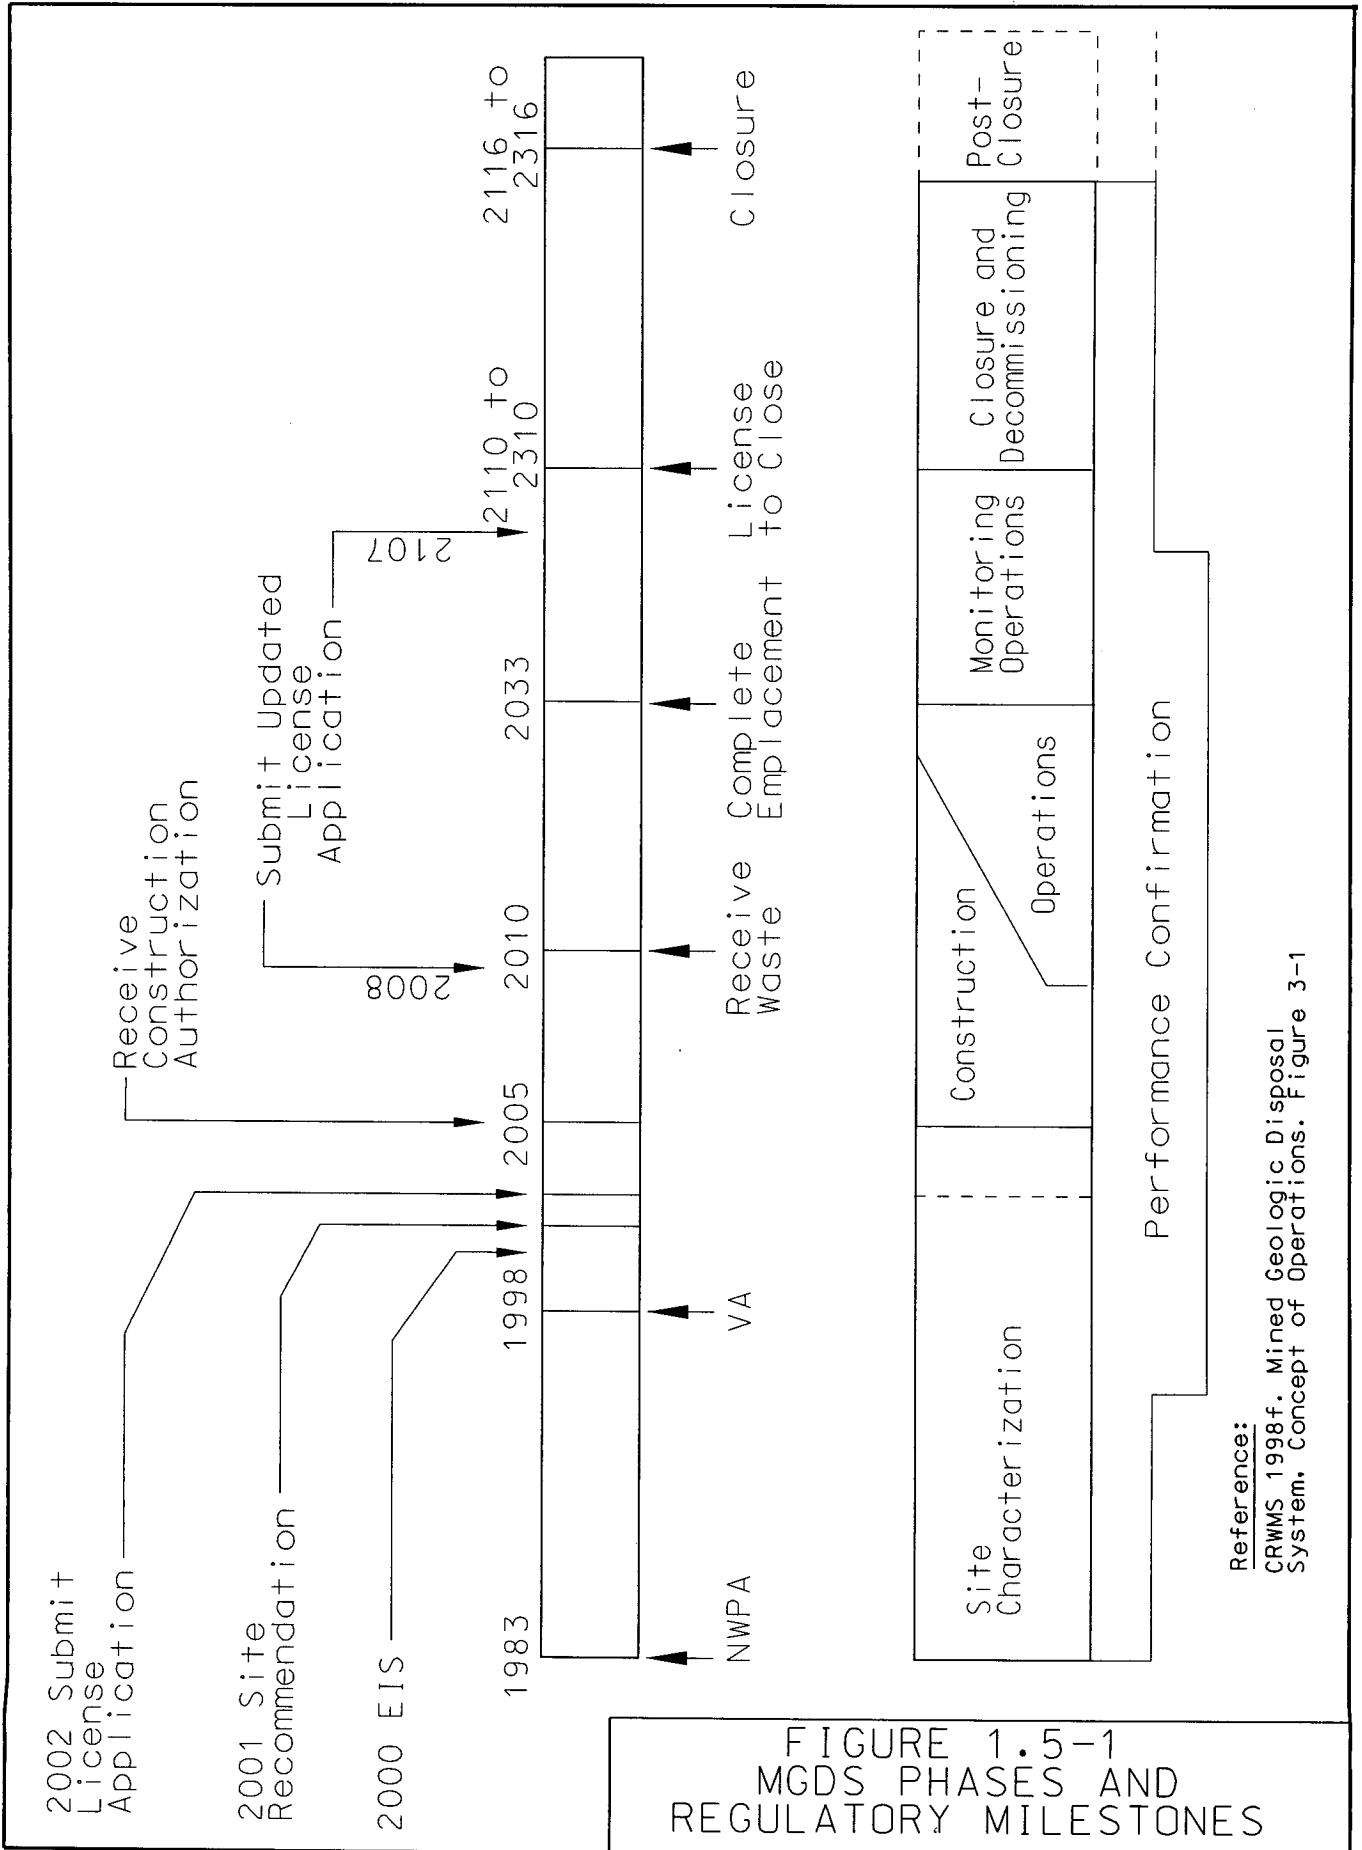 2002 Submit
License
Application
2001 Site
Recommendation
2000 EIS
Receive
Construction
Authorization
Submit Updated
License
Application
2008
2107
1983
1998
2005
2010
2033
2110 to
2310
2116 to
2316
NWPA
VA
Receive
Waste
Complete
Emplacement
License
to Close
Closure
Site
Characterization
Construction
Operations
Monitoring
Operations
Closure and
Decommissioning
Post-
Closure
Performance Confirmation
Reference:
CRWMS 1998f. Mined Geologic Disposal
System. Concept of Operations. Figure 3-1
FIGURE 1.5-1
MGDS PHASES AND
REGULATORY MILESTONES